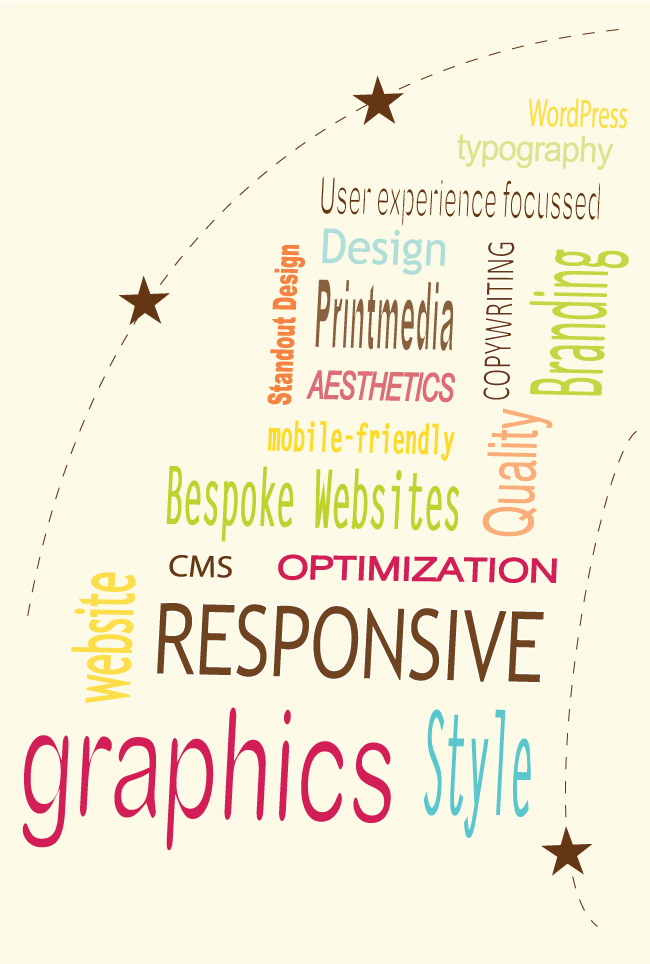 WordPress
typography
User experience focussed
Design
Standout Design
Printmedia
COPYWRITING
Branding
AESTHETICS
mobile-friendly
Quality
Bespoke Websites
CMS
OPTIMIZATION
website
RESPONSIVE
graphics
Style